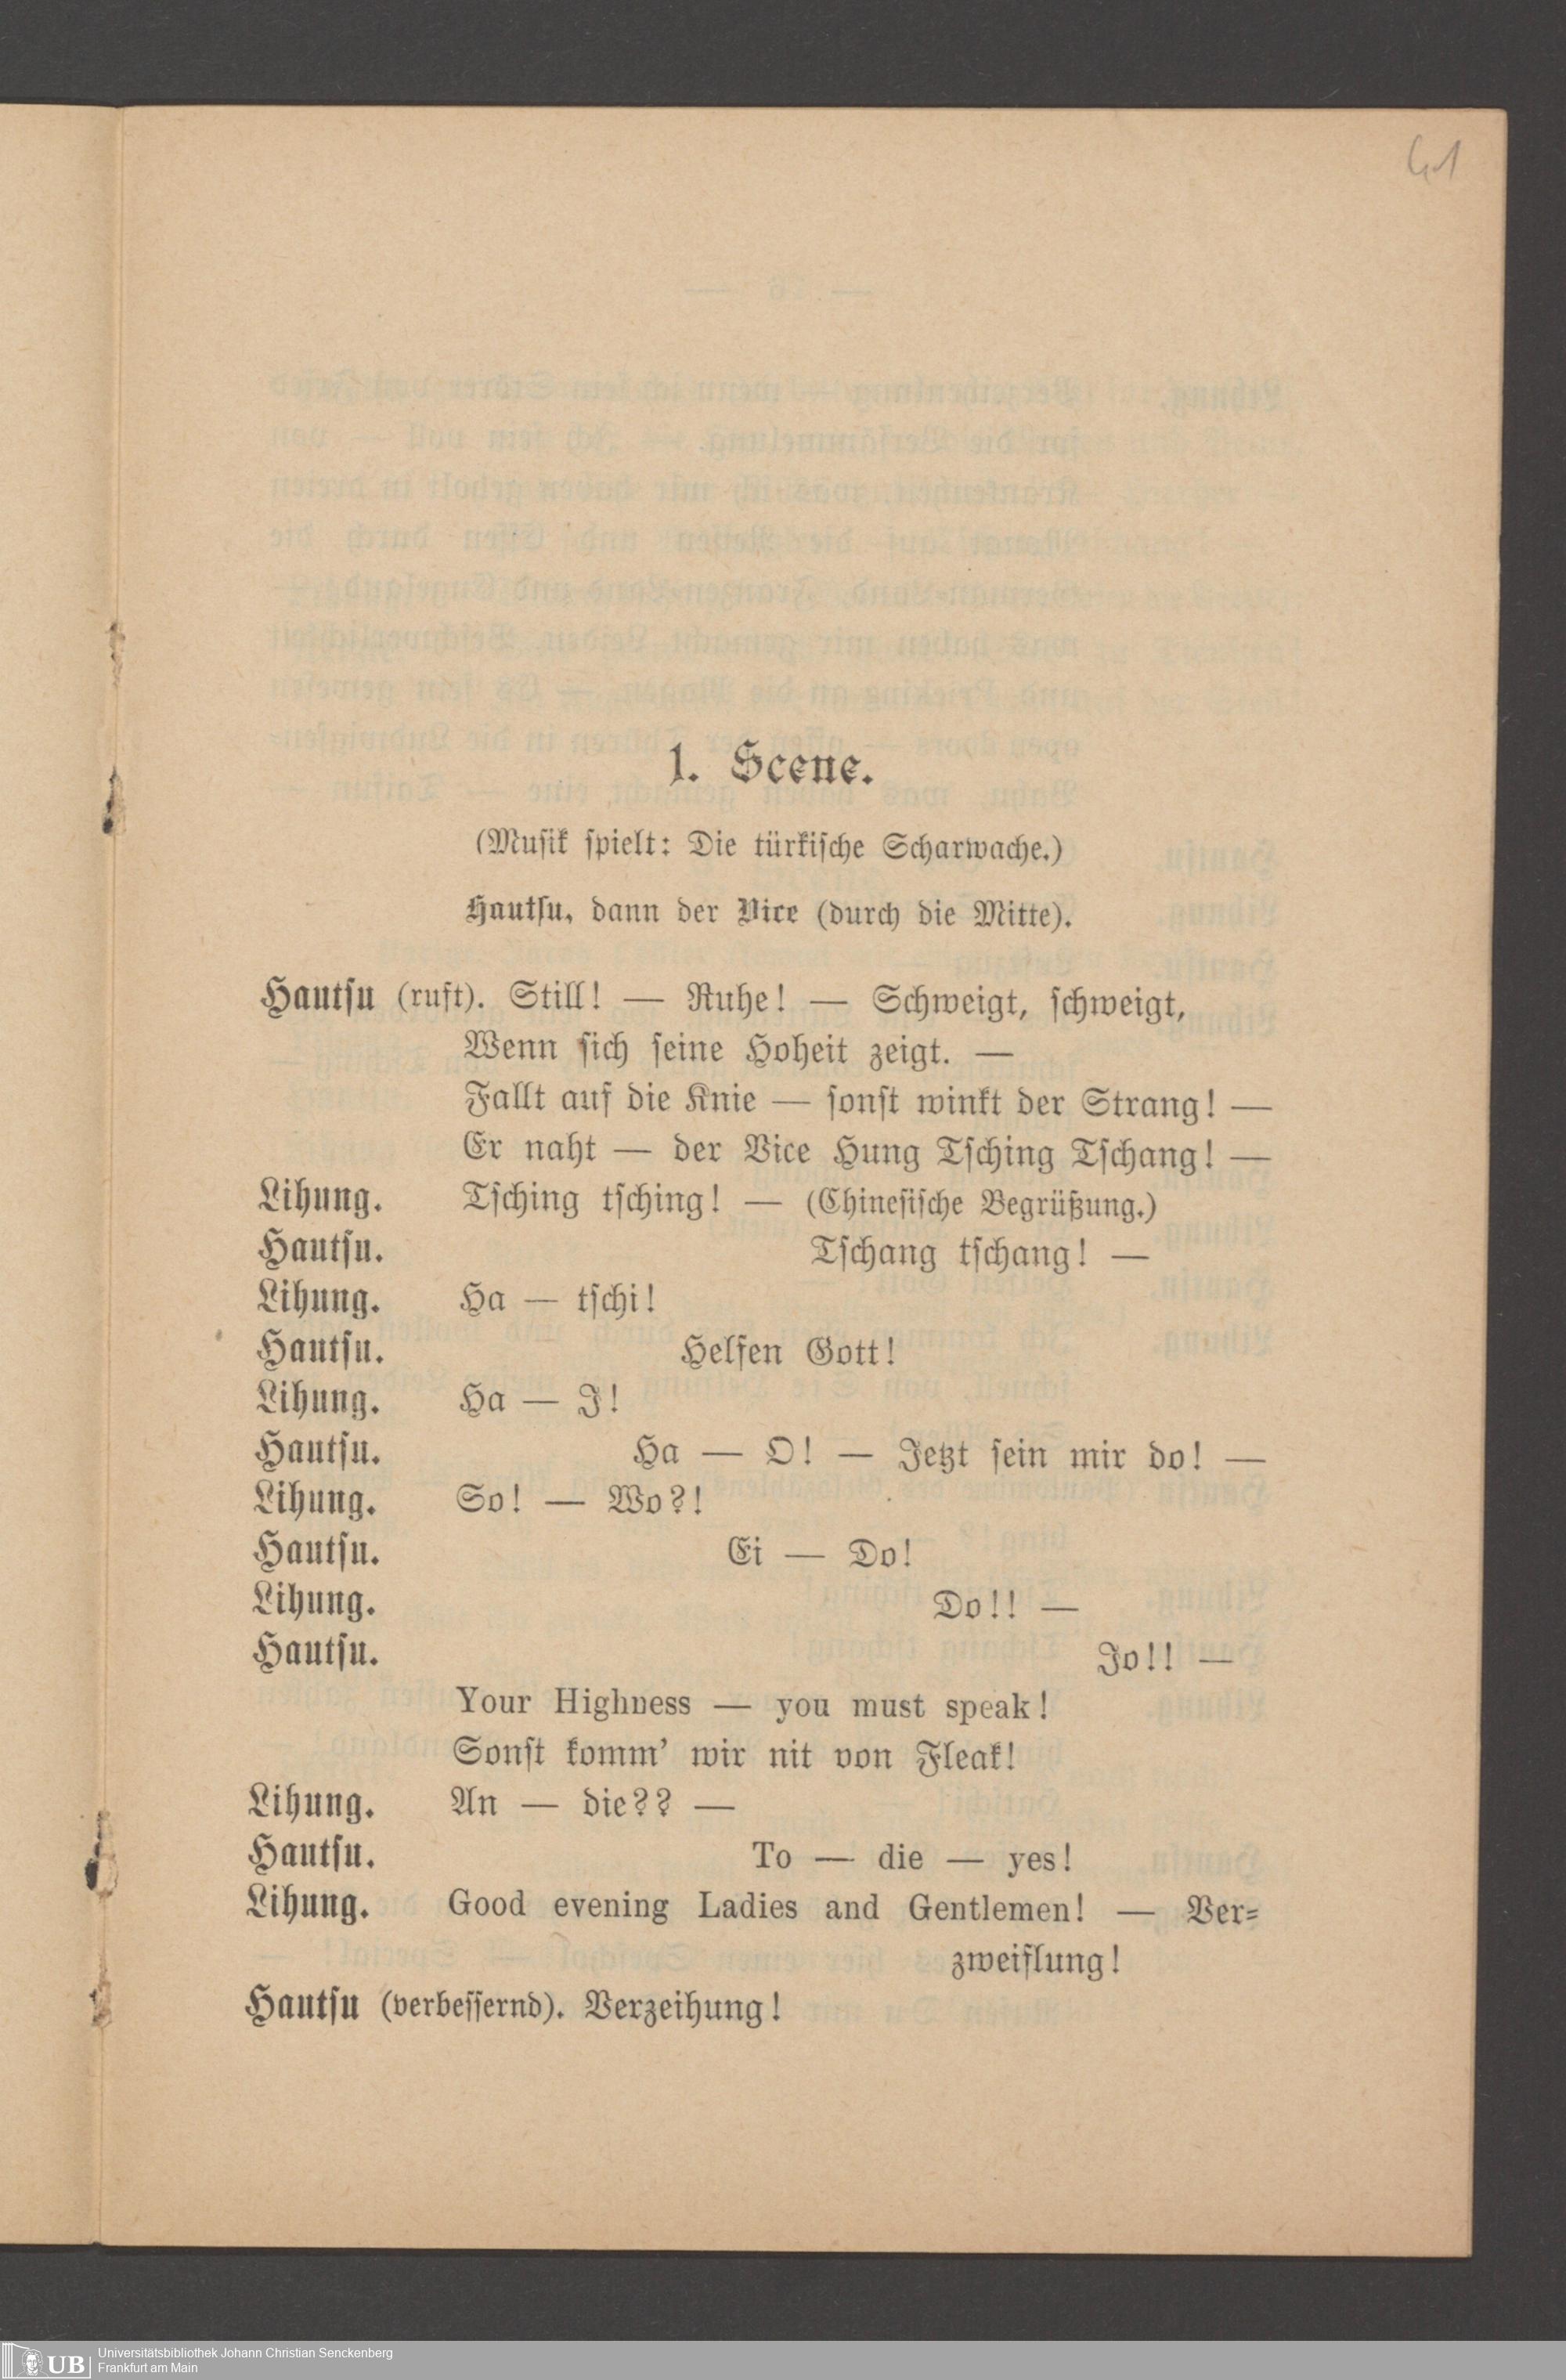 41
1. Scene.
(Musik spielt: Die türkische Scharwache.)
Hautsu, dann der Vice (durch die Mitte).
Hautsu (ruft). Still! — Ruhe! — Schweigt, schweigt,
Wenn sich seine Hoheit zeigt. —
Fallt auf die Knie — sonst winkt der Strang! —
Er naht — der Vice Hung Tsching Tschang! —
Lihung. Tsching tsching! — (Chinesische Begrüßung.)
Hautsu. Tschang tschang! —
Lihung. Ha — tschi!
Hautsu. Helfen Gott!
Lihung. Ha — J!
Hautsu. Ha — O! — Jetzt sein mir do! —
Lihung. So! — Wo?!
Hautsu. Ei — Do!
Lihung. Do!! —
Hautsu. Jo!! —
Your Highness — you must speak!
Sonst komm' wir nit von Fleak!
Lihung. An — die?? —
Hautsu. To — die — yes!
Lihung. Good evening Ladies and Gentlemen! — Ver-
zweiflung!
Hautsu (verbessernd). Verzeihung!
UB Universitätsbibliothek Johann Christian Senckenberg
Frankfurt am Main